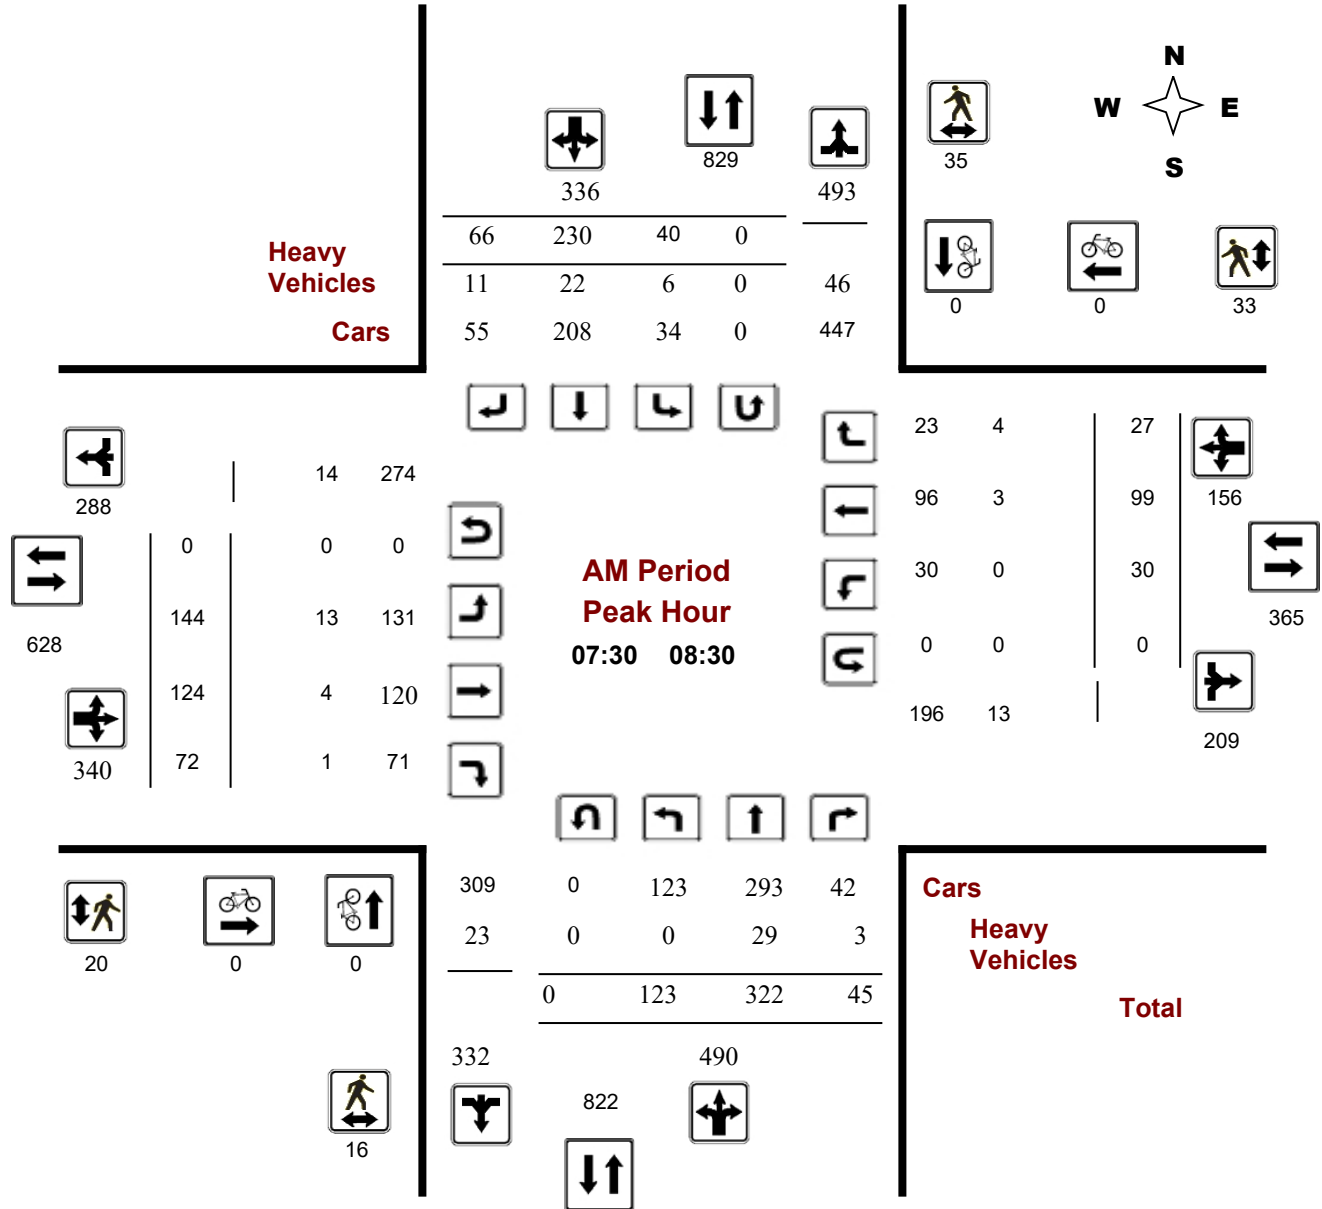 N
W E
S
829
35
336
493
66 230 40 0
Heavy
Vehicles
11 22 6 0 46
0 0 33
Cars
55 208 34 0 447
23 4 27
14 274
288
96 3 99
156
0 0 0
AM Period
30 0 30
Peak Hour
144 13 131
365
628
07:30 08:30
0 0 0
124 4 120
196 13
209
340
72 1 71
309 0 123 293 42
Cars
23 0 0 29 3
Heavy
Vehicles
20 0 0
0 123 322 45
Total
332 490
822
16